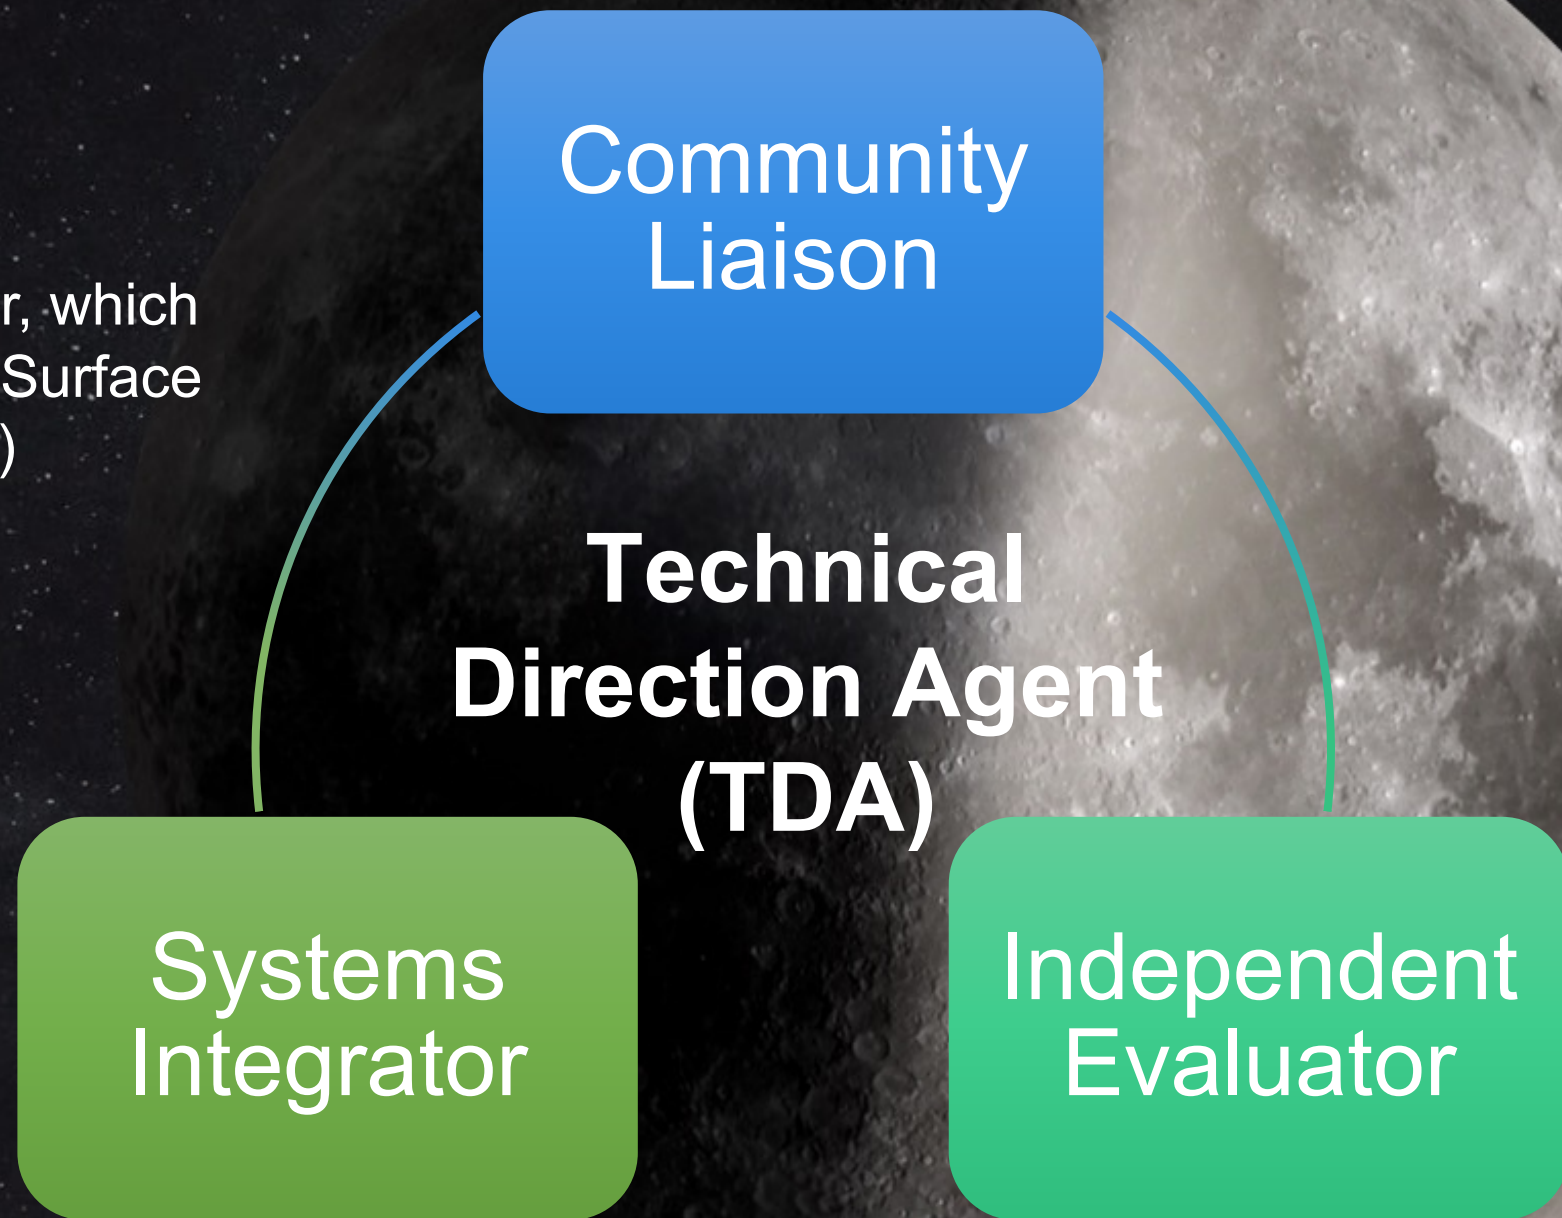 Community
Liaison
r, which
Surface
)
Technical
Direction Agent
(TDA)
Systems
Integrator
Independent
Evaluator